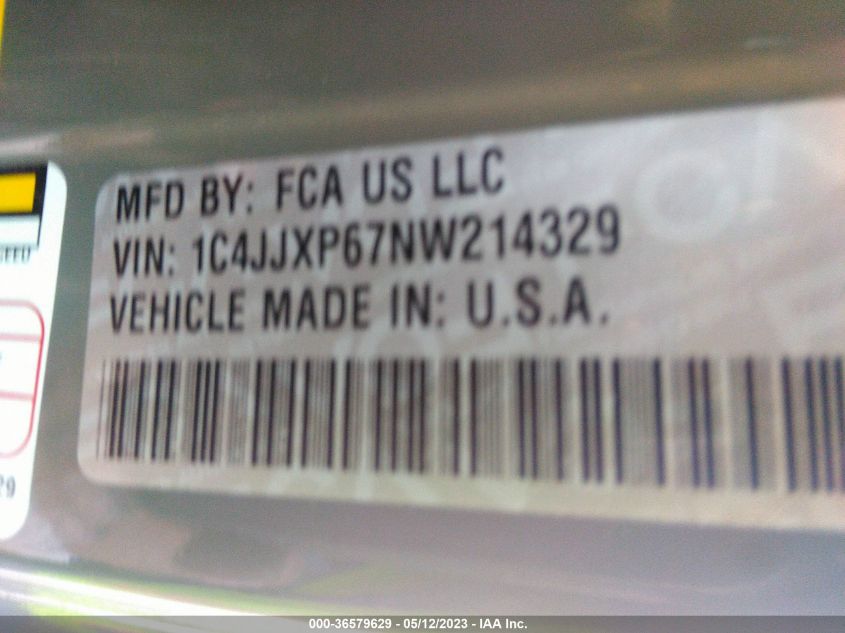 MFD BY: FCA US LLC
VIN: 1C4JJXP67NW214329
VEHICLE MADE IN: U.S.A.
000-36579629 - 05/12/2023 - IAA Inc.